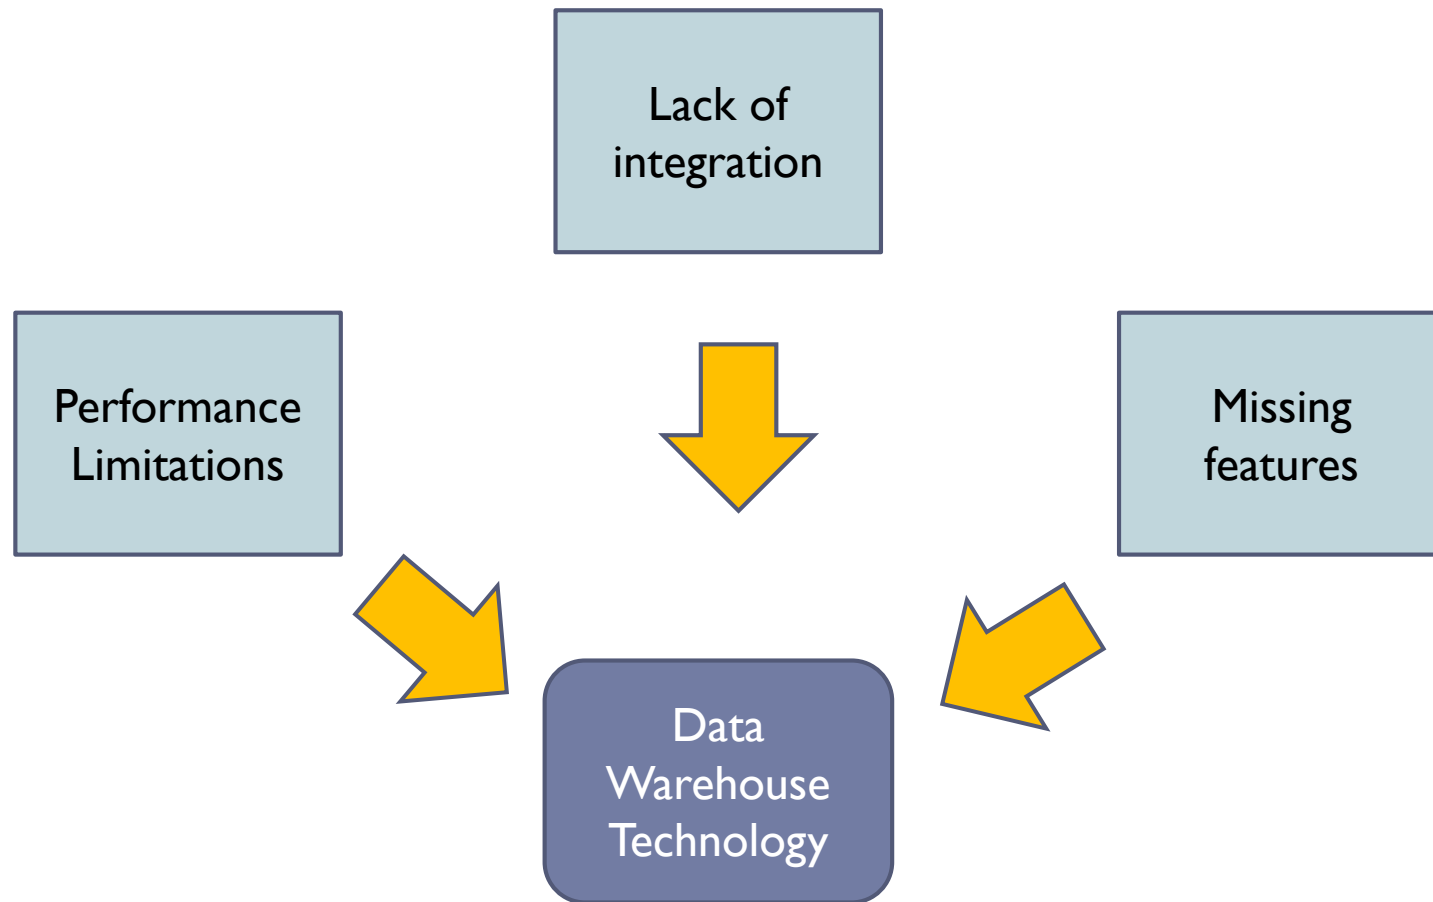 Lack of
integration
Performance
Limitations
Missing
features
Data
Warehouse
Technology